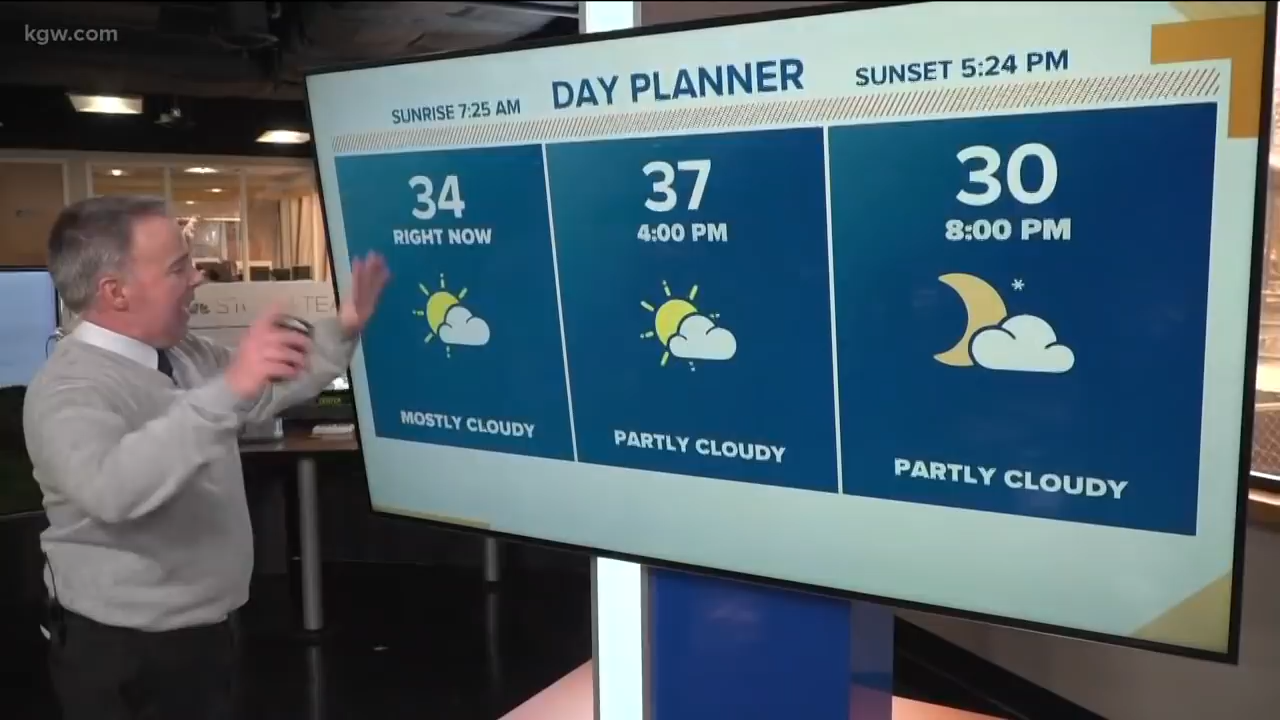 kgw.com
DAY PLANNER
SUNRISE 7:25 AM
SUNSET 5:24 PM
34
RIGHT NOW
MOSTLY CLOUDY
37
4:00 PM
PARTLY CLOUDY
30
8:00 PM
PARTLY CLOUDY